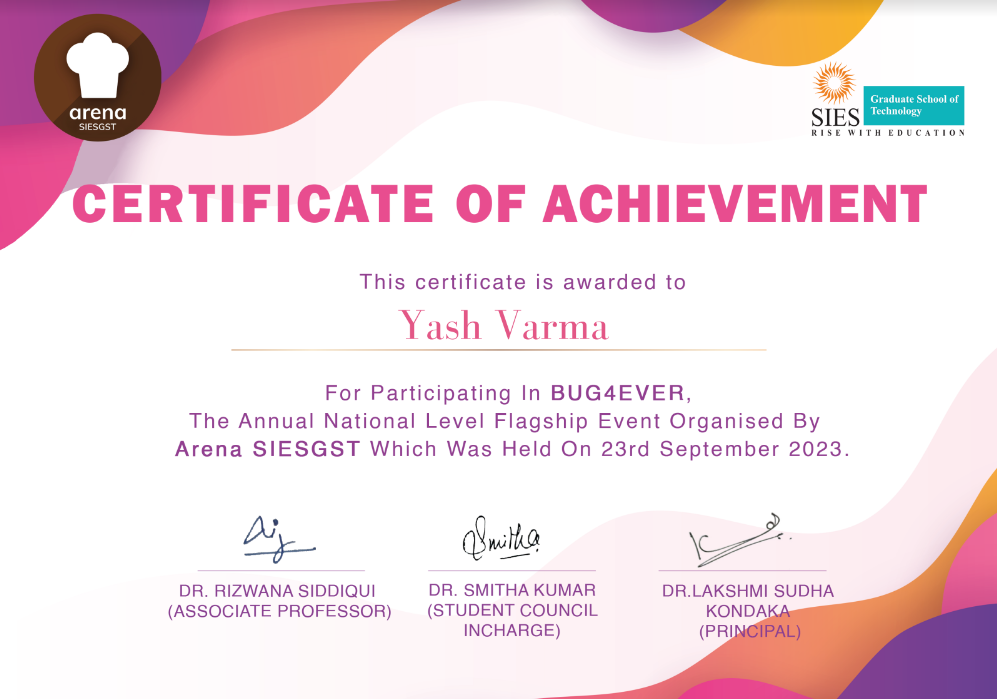 arena
SIESGST
SIES
Graduate School of
Technology
RISE WITH EDUCATION
CERTIFICATE OF ACHIEVEMENT
This certificate is awarded to
Yash Varma
For Participating In BUG4EVER,
The Annual National Level Flagship Event Organised By
Arena SIESGST Which Was Held On 23rd September 2023.
Smitha
DR. RIZWANA SIDDIQUI
(ASSOCIATE PROFESSOR)
DR. SMITHA KUMAR
(STUDENT COUNCIL
INCHARGE)
DR.LAKSHMI SUDHA
KONDAKA
(PRINCIPAL)